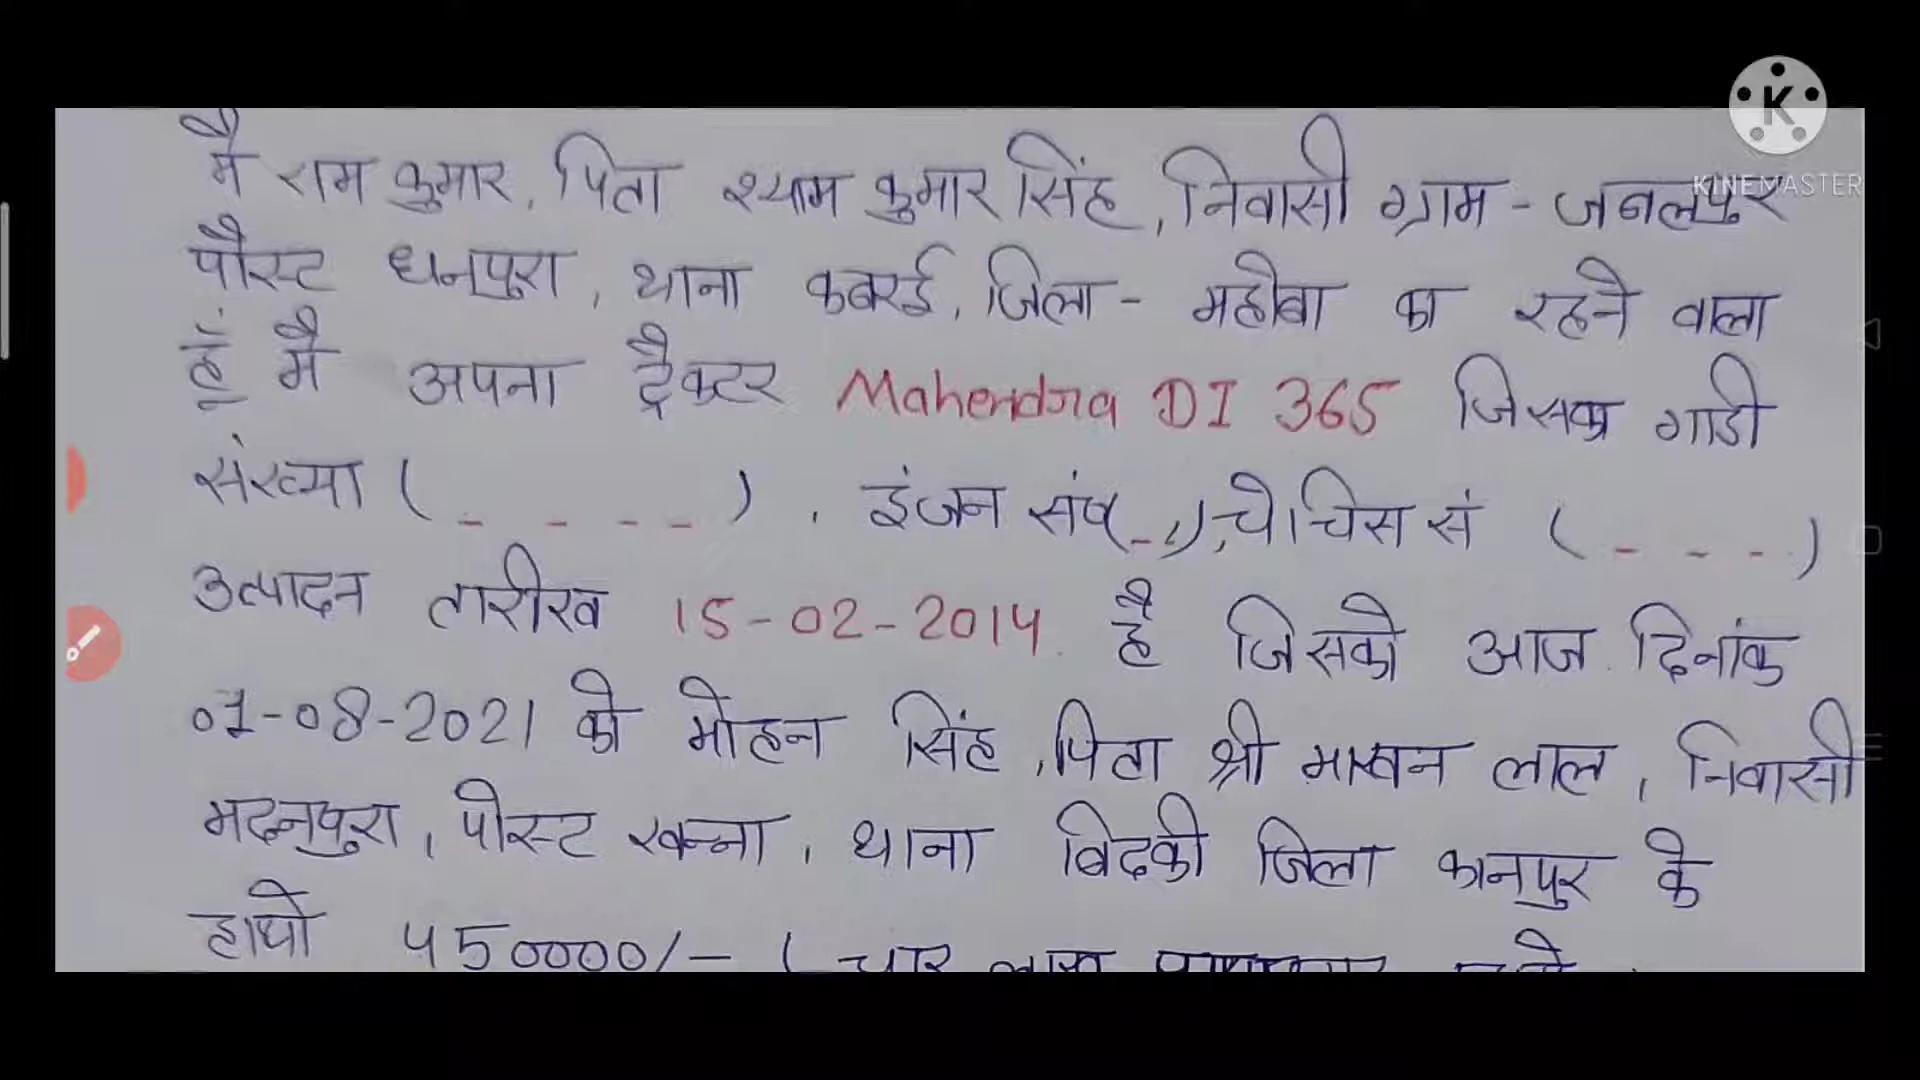 K
KINEMASTER
मै राम कुमार, पिता श्याम कुमार सिंह, निवासी ग्राम - जबलपुर
पौस्ट धनपुरा, थाना कबरई, जिला - महोबा का रहने वाला
हूँ मै अपना ट्रैक्टर Mahendra DI 365 जिसका गाडी
संख्या ( - - - - ) , इंजन संख ( - - ), चेचिस सं ( - - - - )
उत्पादन तारीख 15-02-2014 है जिसको आज दिनांक
01-08-2021 को मोहन सिंह, पिता श्री माखन लाल, निवासी
मदनपुरा, पोस्ट खन्ना, थाना बिदकी जिला कानपुर के
हाथो 450000/- ( चार लाख